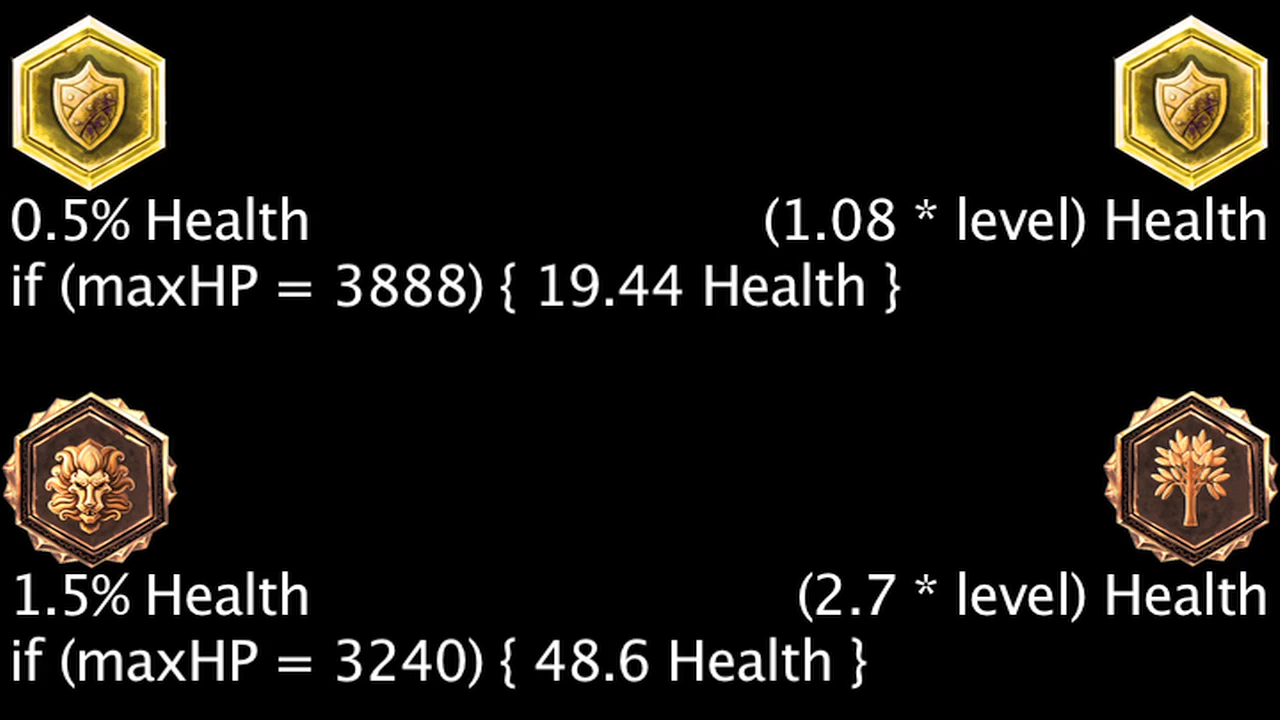 0.5% Health
(1.08 * level) Health
if (maxHP = 3888) { 19.44 Health }
1.5% Health
(2.7 * level) Health
if (maxHP = 3240) { 48.6 Health }